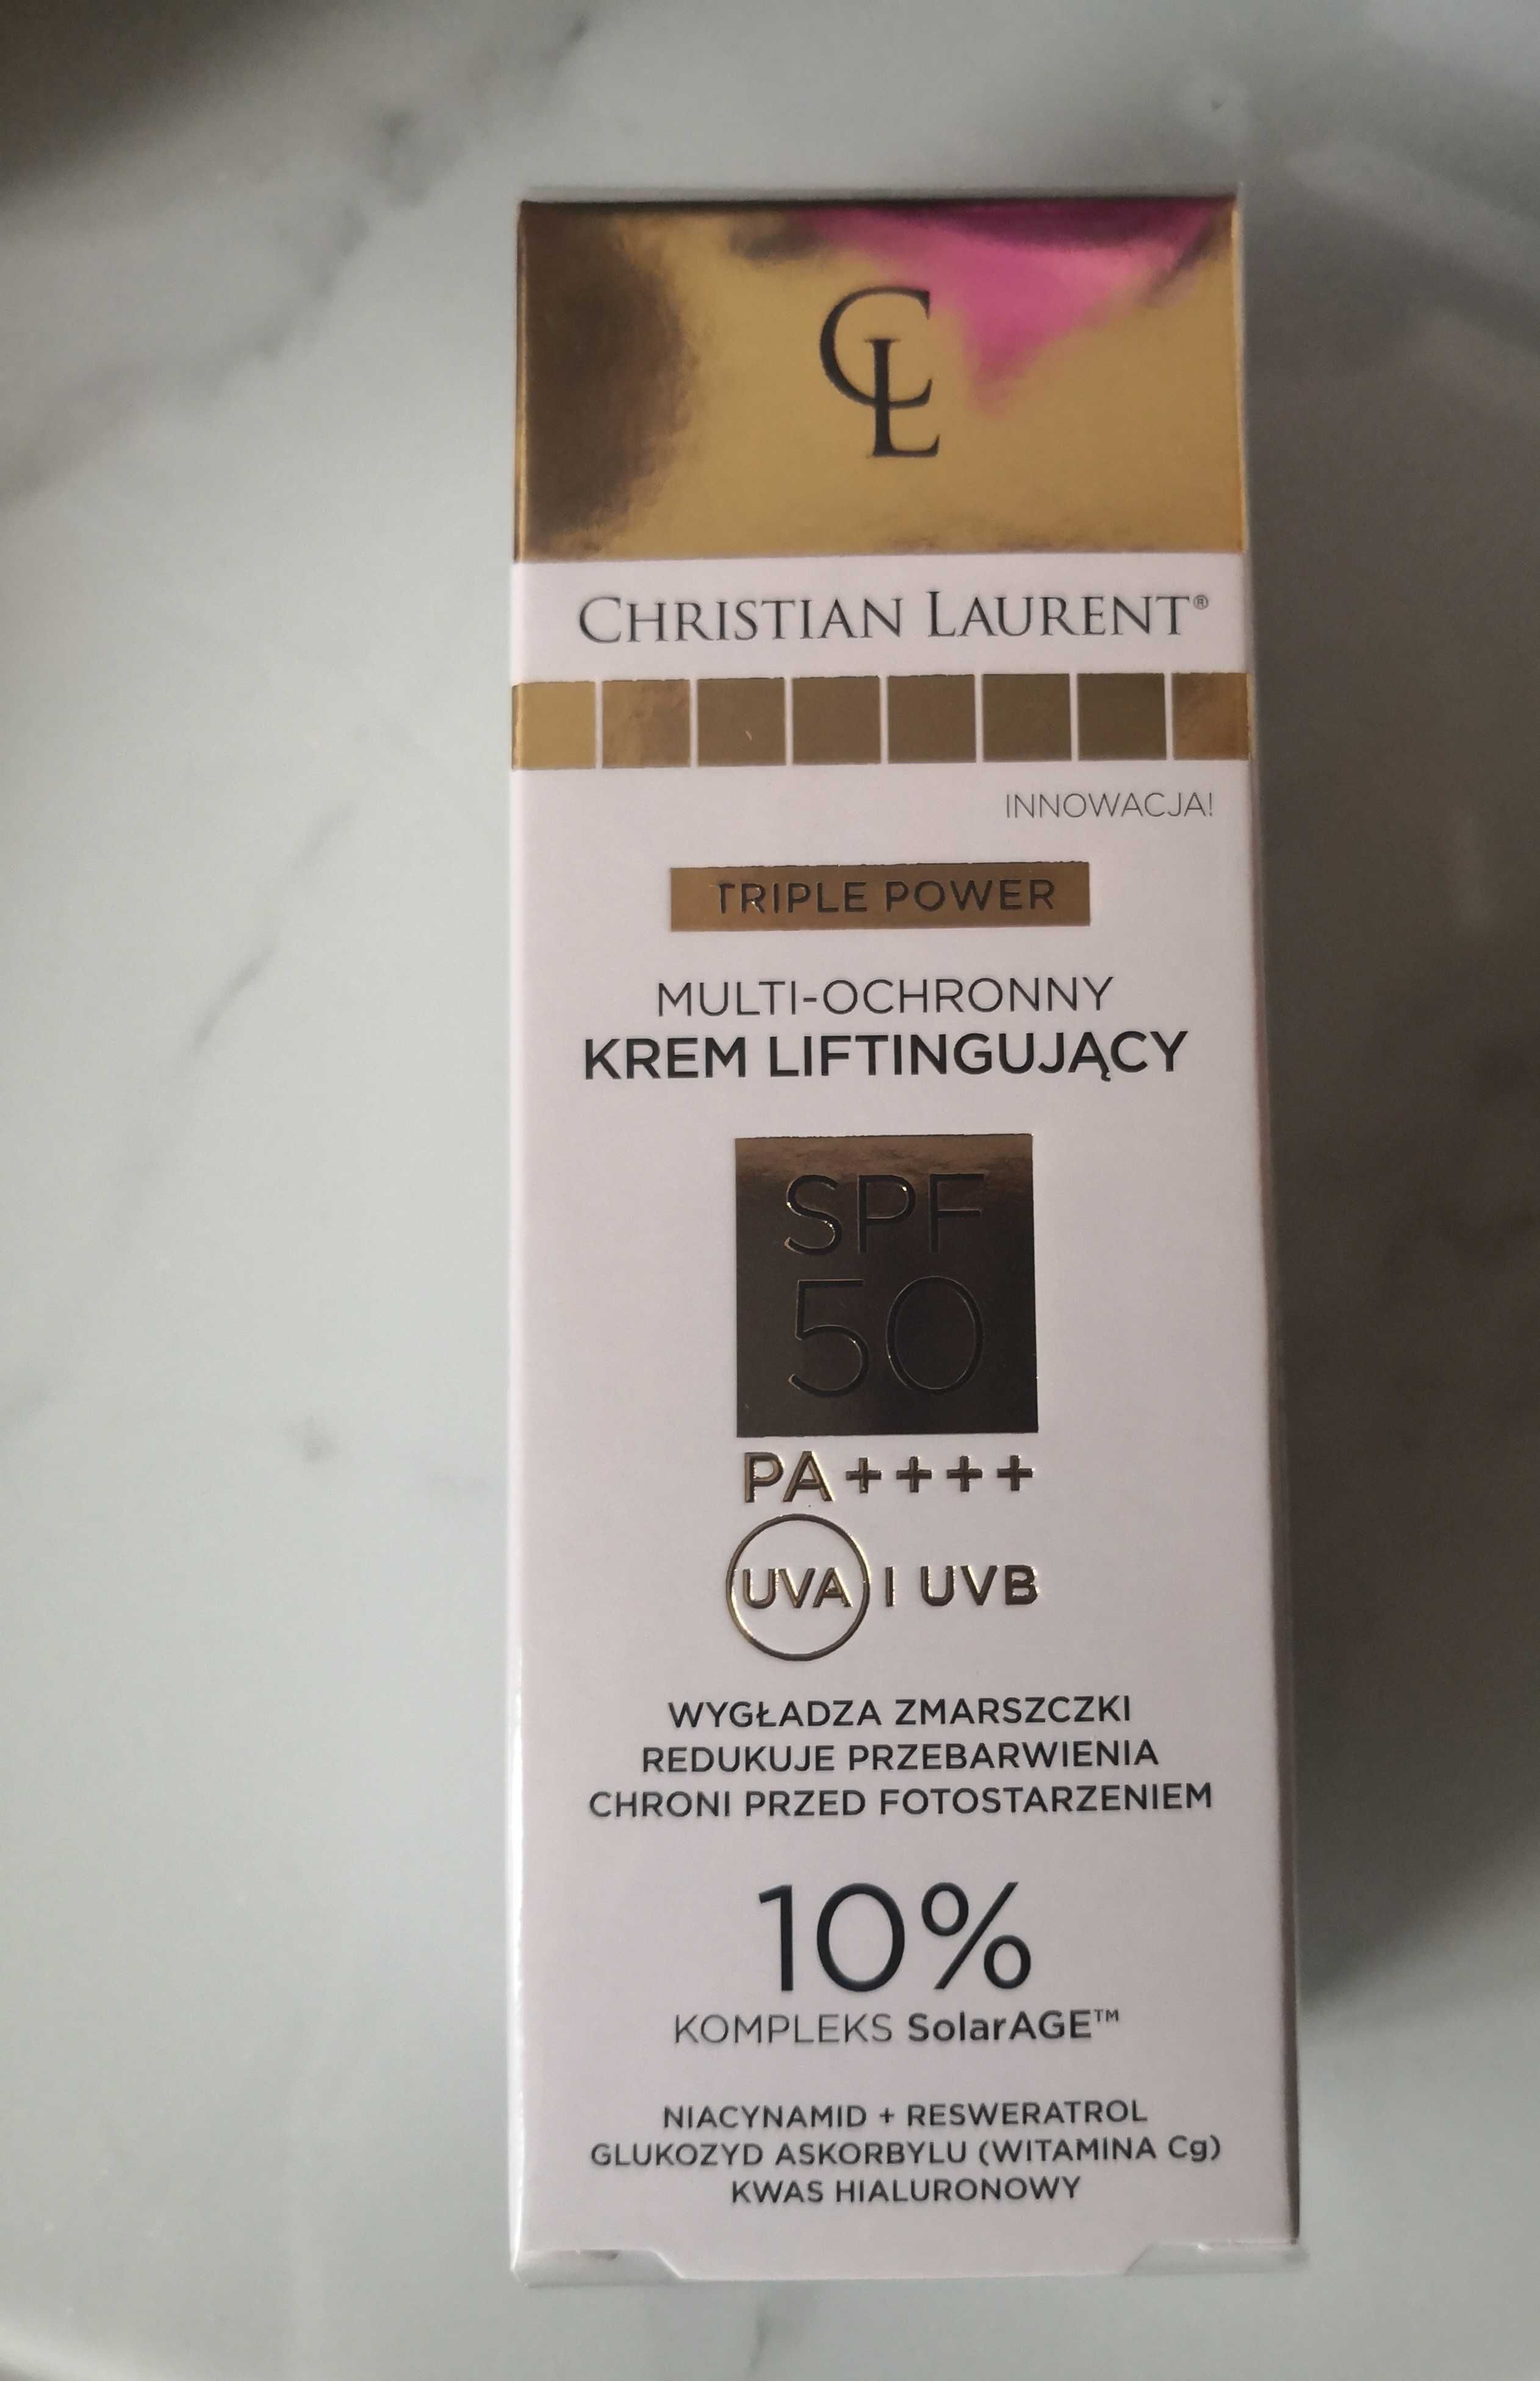 CL
CHRISTIAN LAURENT®
INNOWACJA!
TRIPLE POWER
MULTI-OCHRONNY
KREM LIFTINGUJĄCY
SPF
50
PA++++
UVA I UVB
WYGŁADZA ZMARSZCZKI
REDUKUJE PRZEBARWIENIA
CHRONI PRZED FOTOSTARZENIEM
10%
KOMPLEKS SolarAGE™
NIACYNAMID + RESWERATROL
GLUKOZYD ASKORBYLU (WITAMINA Cg)
KWAS HIALURONOWY